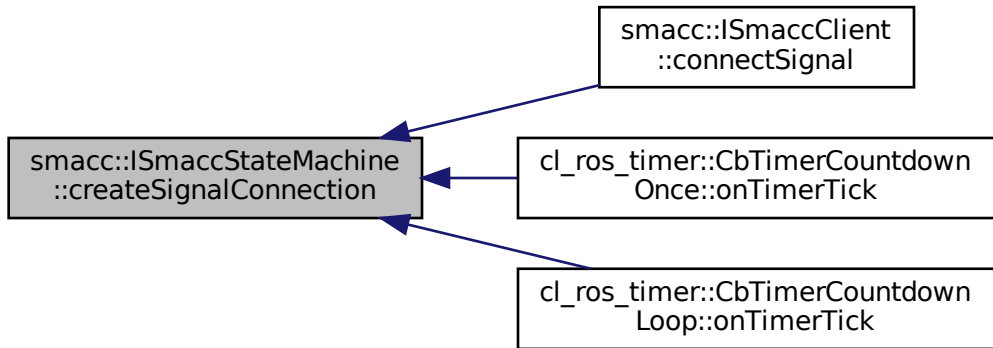 smacc::ISmaccClient
::connectSignal
smacc::ISmaccStateMachine
::createSignalConnection
cl_ros_timer::CbTimerCountdown
Once::onTimerTick
cl_ros_timer::CbTimerCountdown
Loop::onTimerTick